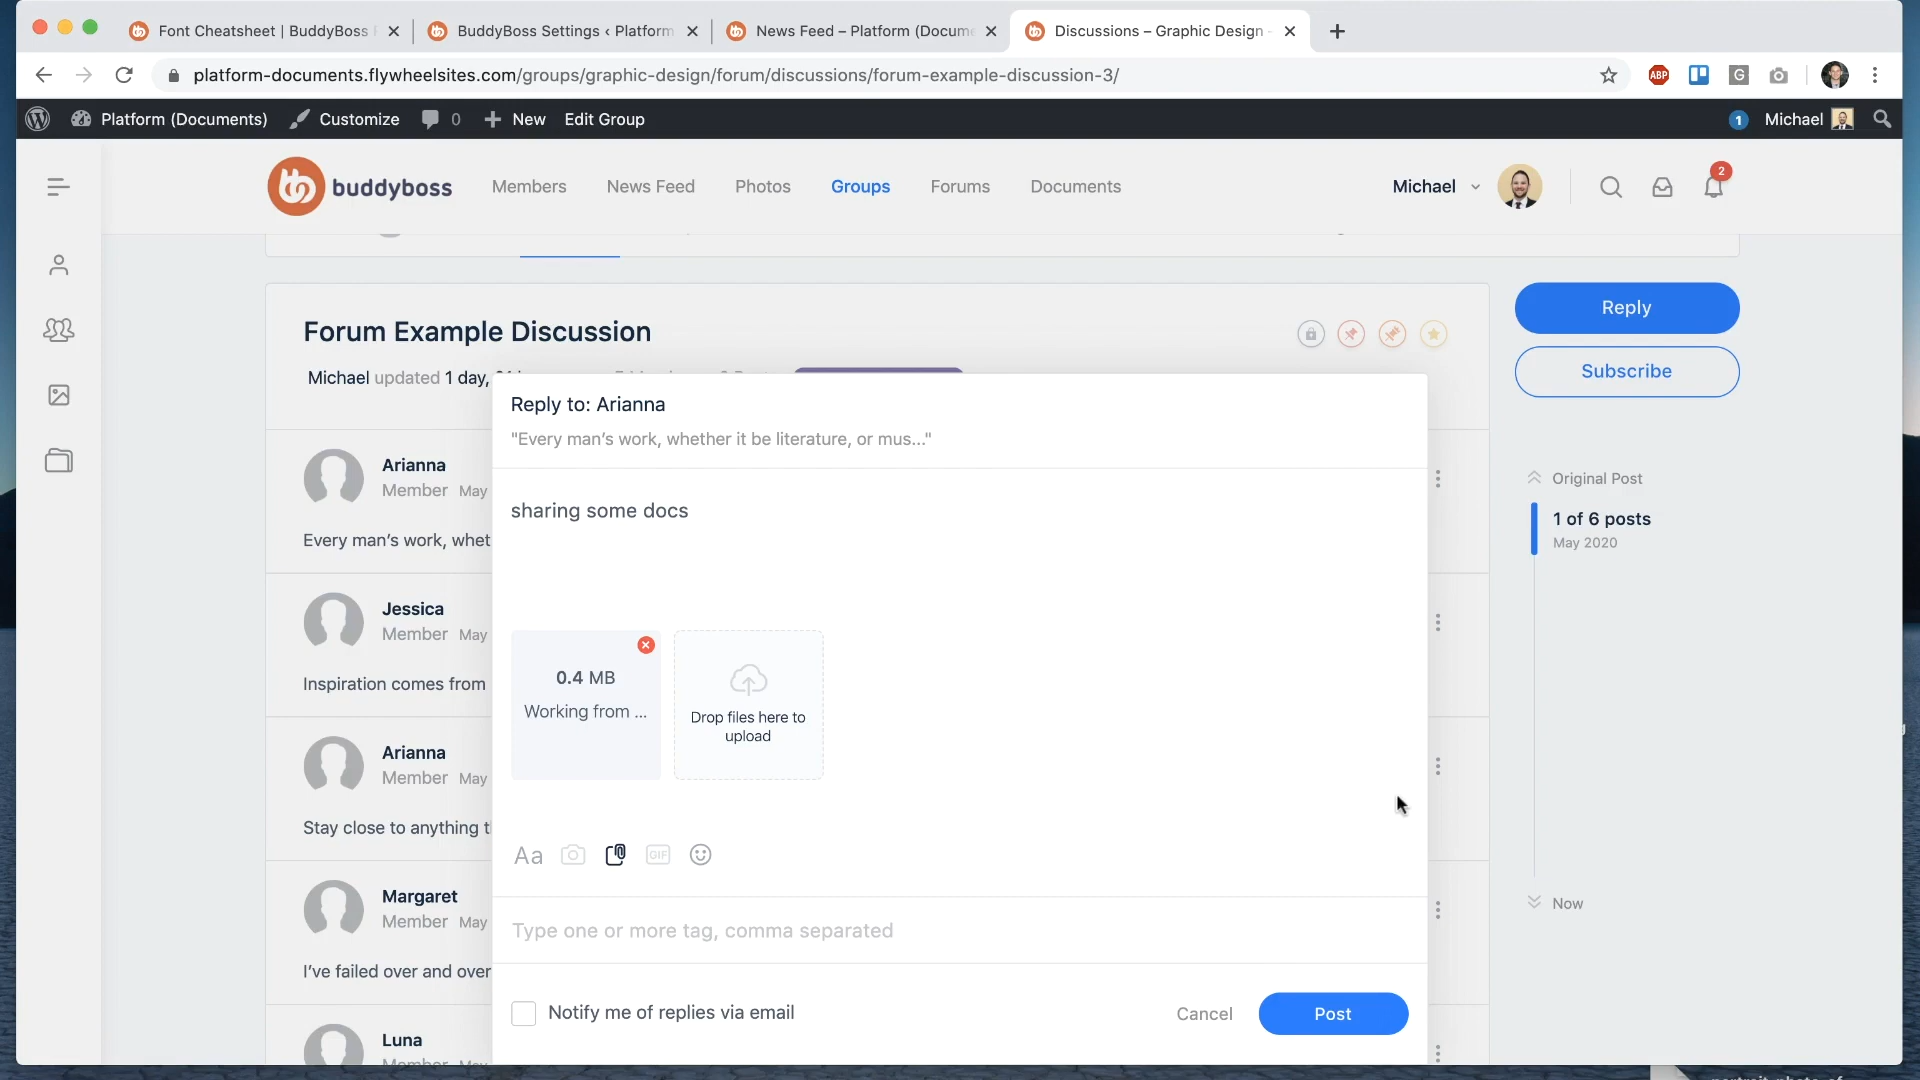 Font Cheatsheet | BuddyBoss
BuddyBoss Settings ‹ Platform
News Feed – Platform (Docume
Discussions – Graphic Design -
platform-documents.flywheelsites.com/groups/graphic-design/forum/discussions/forum-example-discussion-3/
ABP
G
Platform (Documents)
Customize
0
New
Edit Group
1
Michael
buddyboss
Members
News Feed
Photos
Groups
Forums
Documents
Michael
2
Forum Example Discussion
Michael updated 1 day,
Reply
Subscribe
Reply to: Arianna
"Every man’s work, whether it be literature, or mus..."
Arianna
Member May
Every man’s work, whet
sharing some docs
Original Post
1 of 6 posts
May 2020
Jessica
Member May
Inspiration comes from
0.4 MB
Working from ...
Drop files here to
upload
Arianna
Member May
Stay close to anything t
Aa
GIF
Margaret
Member May
I’ve failed over and over
Type one or more tag, comma separated
Now
Notify me of replies via email
Cancel
Post
Luna
Member May